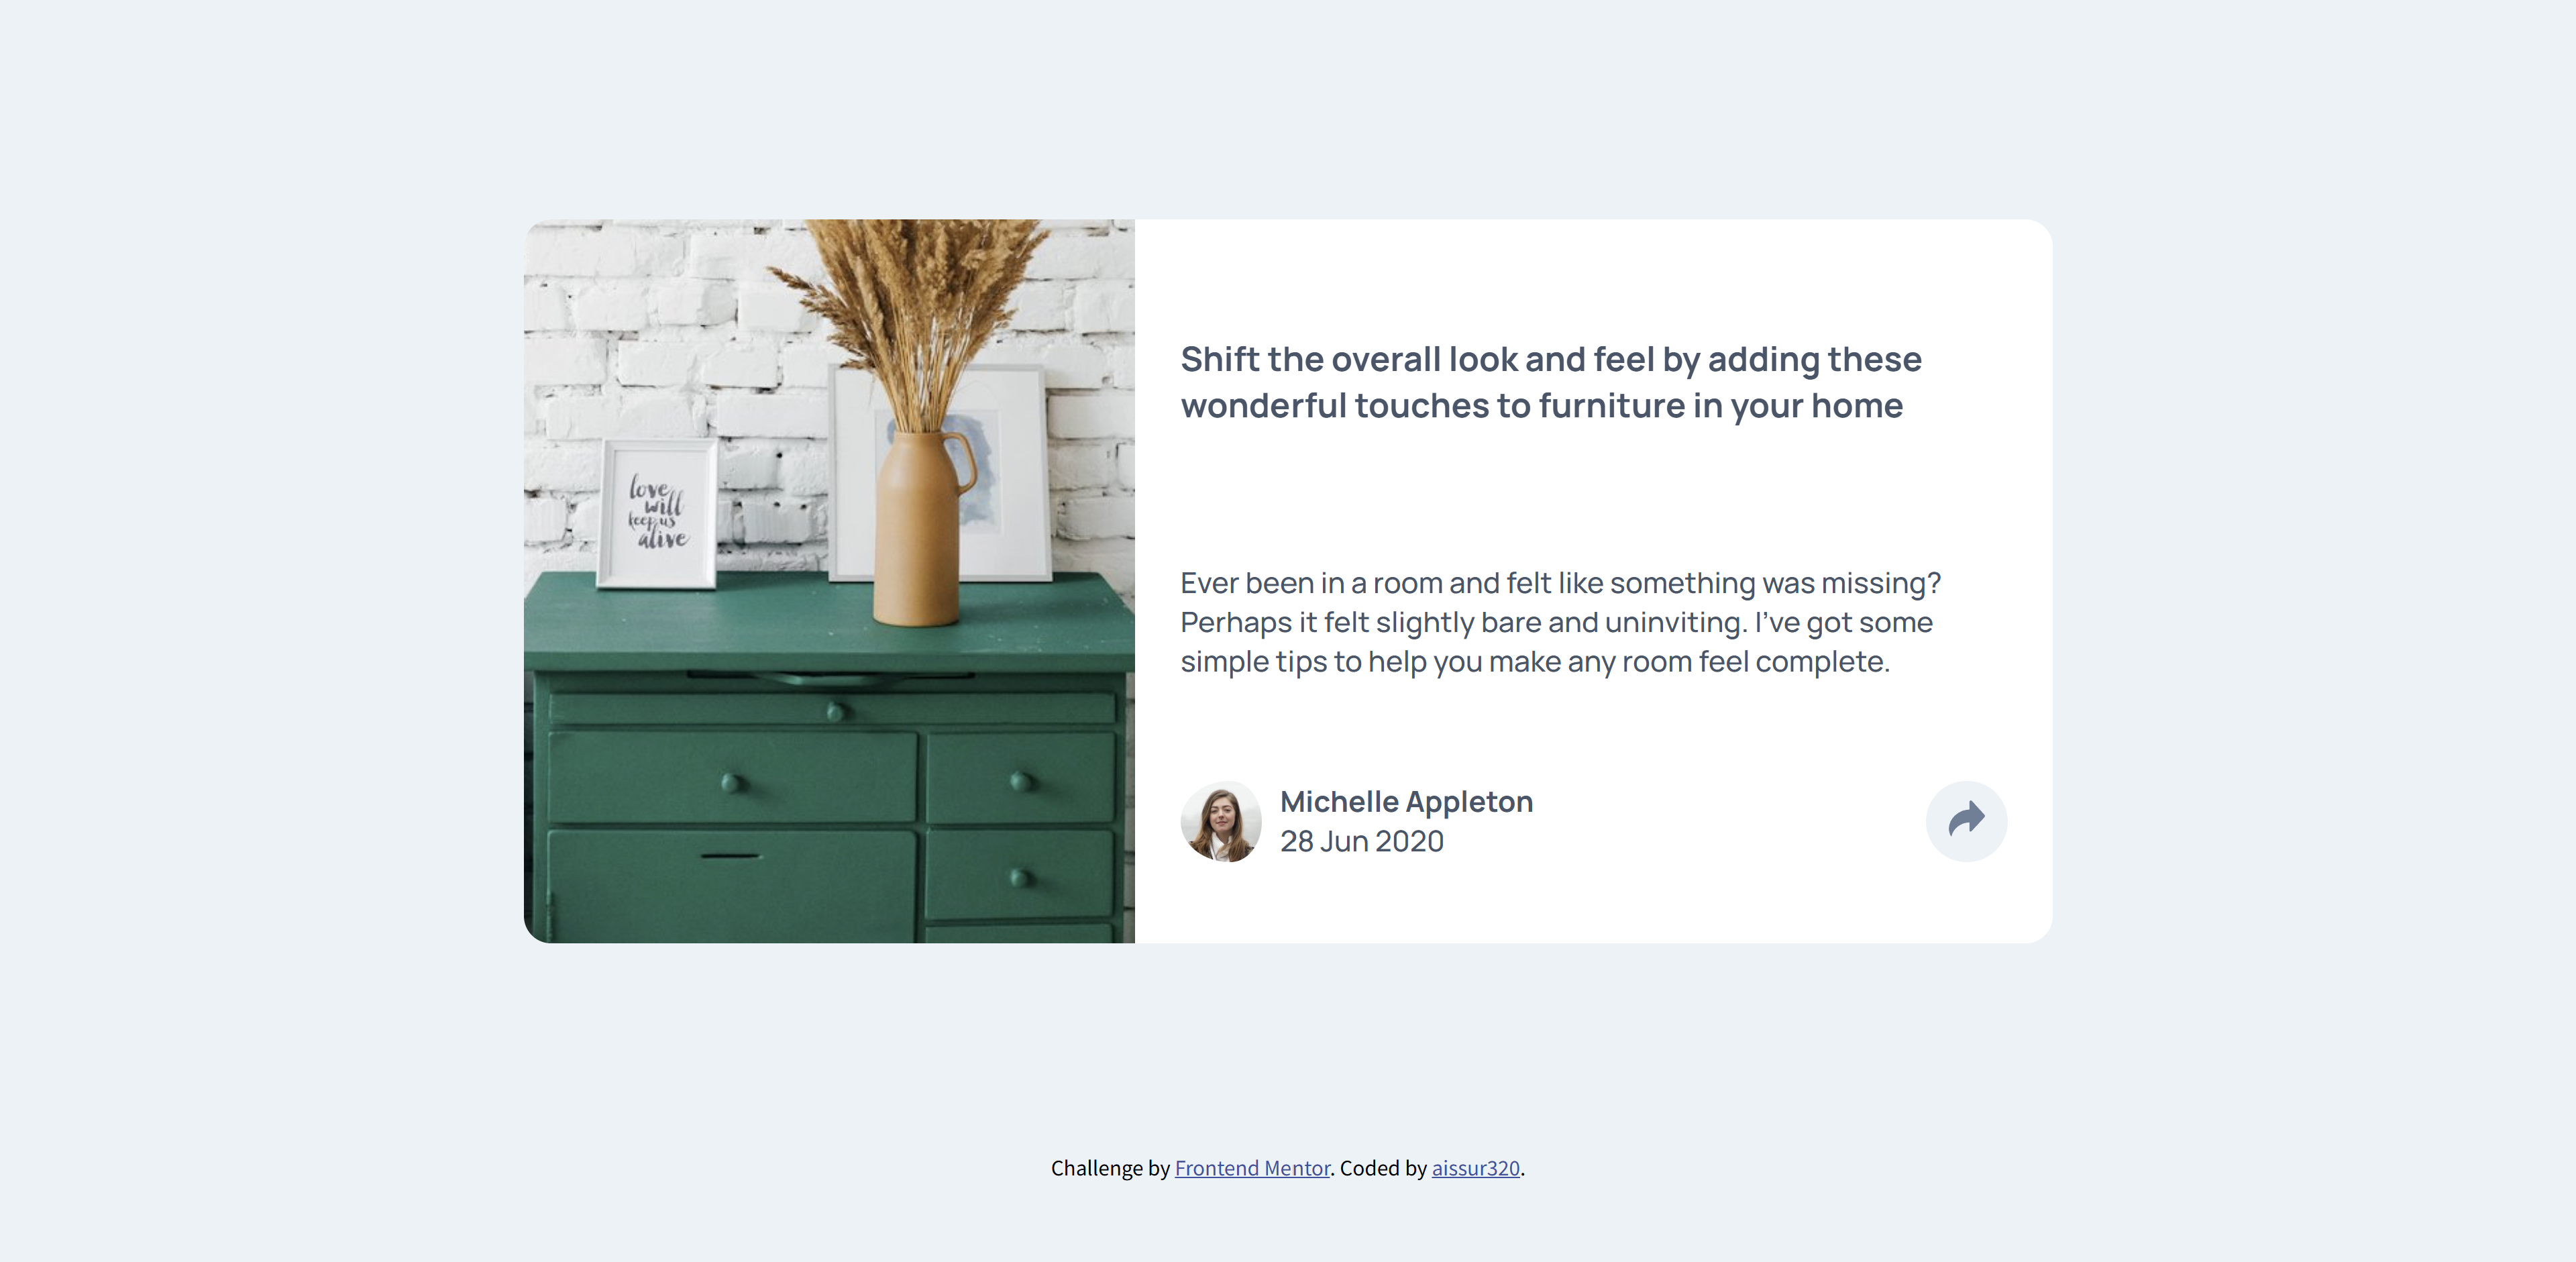 love
will
keep us
alive
Shift the overall look and feel by adding these
wonderful touches to furniture in your home
Ever been in a room and felt like something was missing?
Perhaps it felt slightly bare and uninviting. I’ve got some
simple tips to help you make any room feel complete.
Michelle Appleton
28 Jun 2020
Challenge by Frontend Mentor. Coded by aissur320.